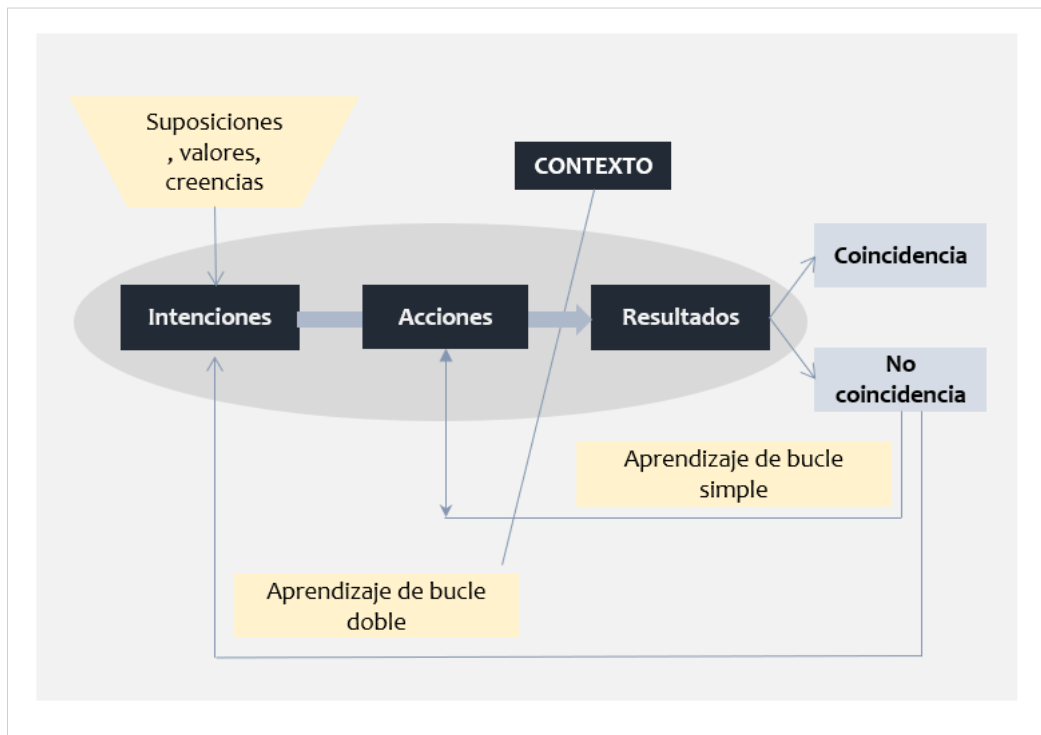 Suposiciones
, valores,
creencias
CONTEXTO
Coincidencia
Intenciones
Acciones
Resultados
No
coincidencia
Aprendizaje de bucle
simple
Aprendizaje de bucle
doble